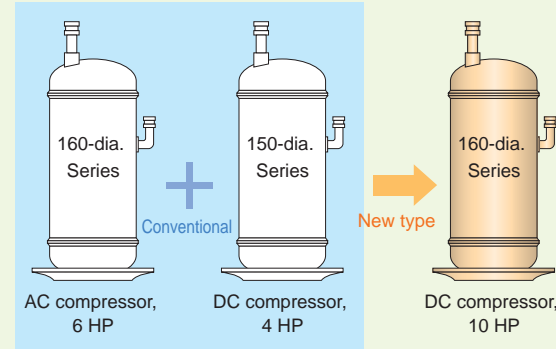 160-dia.
Series
150-dia.
Series
160-dia.
Series
Conventional
New type
AC compressor,
6 HP
DC compressor,
4 HP
DC compressor,
10 HP